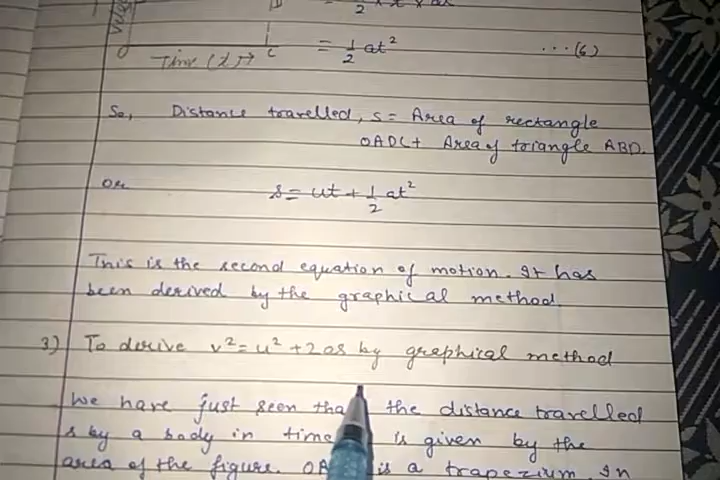 Time (t) → C
= 1/2 at² ...(6)
So, Distance travelled, s = Area of rectangle
OADC + Area of triangle ABD.
or
s = ut + 1/2 at²
This is the second equation of motion. It has
been derived by the graphical method.
3) To derive v² = u² + 2as by graphical method
We have just seen the distance travelled
s by a body in time is given by the
area of the figure. is a trapezium. In